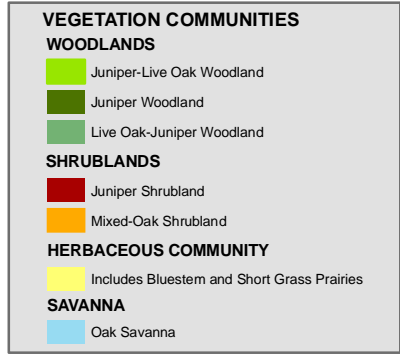 VEGETATION COMMUNITIES
WOODLANDS
Juniper-Live Oak Woodland
Juniper Woodland
Live Oak-Juniper Woodland
SHRUBLANDS
Juniper Shrubland
Mixed-Oak Shrubland
HERBACEOUS COMMUNITY
Includes Bluestem and Short Grass Prairies
SAVANNA
Oak Savanna